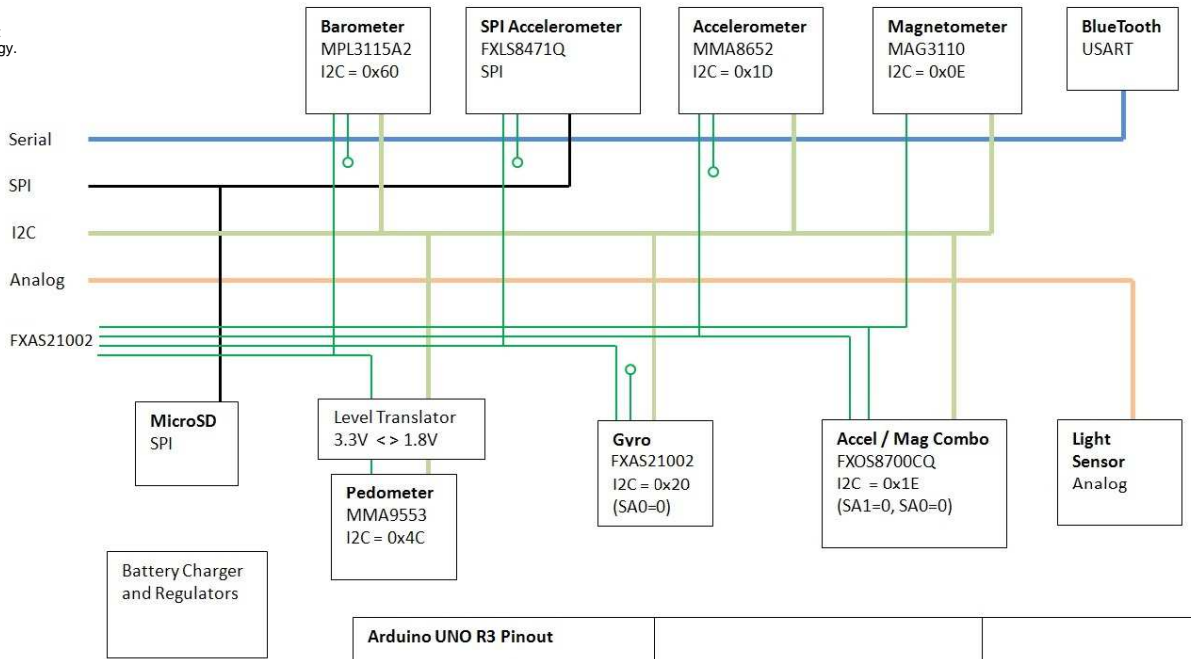 gy.
Barometer
MPL3115A2
I2C = 0x60
SPI Accelerometer
FXLS8471Q
SPI
Accelerometer
MMA8652
I2C = 0x1D
Magnetometer
MAG3110
I2C = 0x0E
BlueTooth
USART
Serial
SPI
I2C
Analog
FXAS21002
MicroSD
SPI
Level Translator
3.3V < > 1.8V
Pedometer
MMA9553
I2C = 0x4C
Gyro
FXAS21002
I2C = 0x20
(SA0=0)
Accel / Mag Combo
FXOS8700CQ
I2C = 0x1E
(SA1=0, SA0=0)
Light
Sensor
Analog
Battery Charger
and Regulators
Arduino UNO R3 Pinout